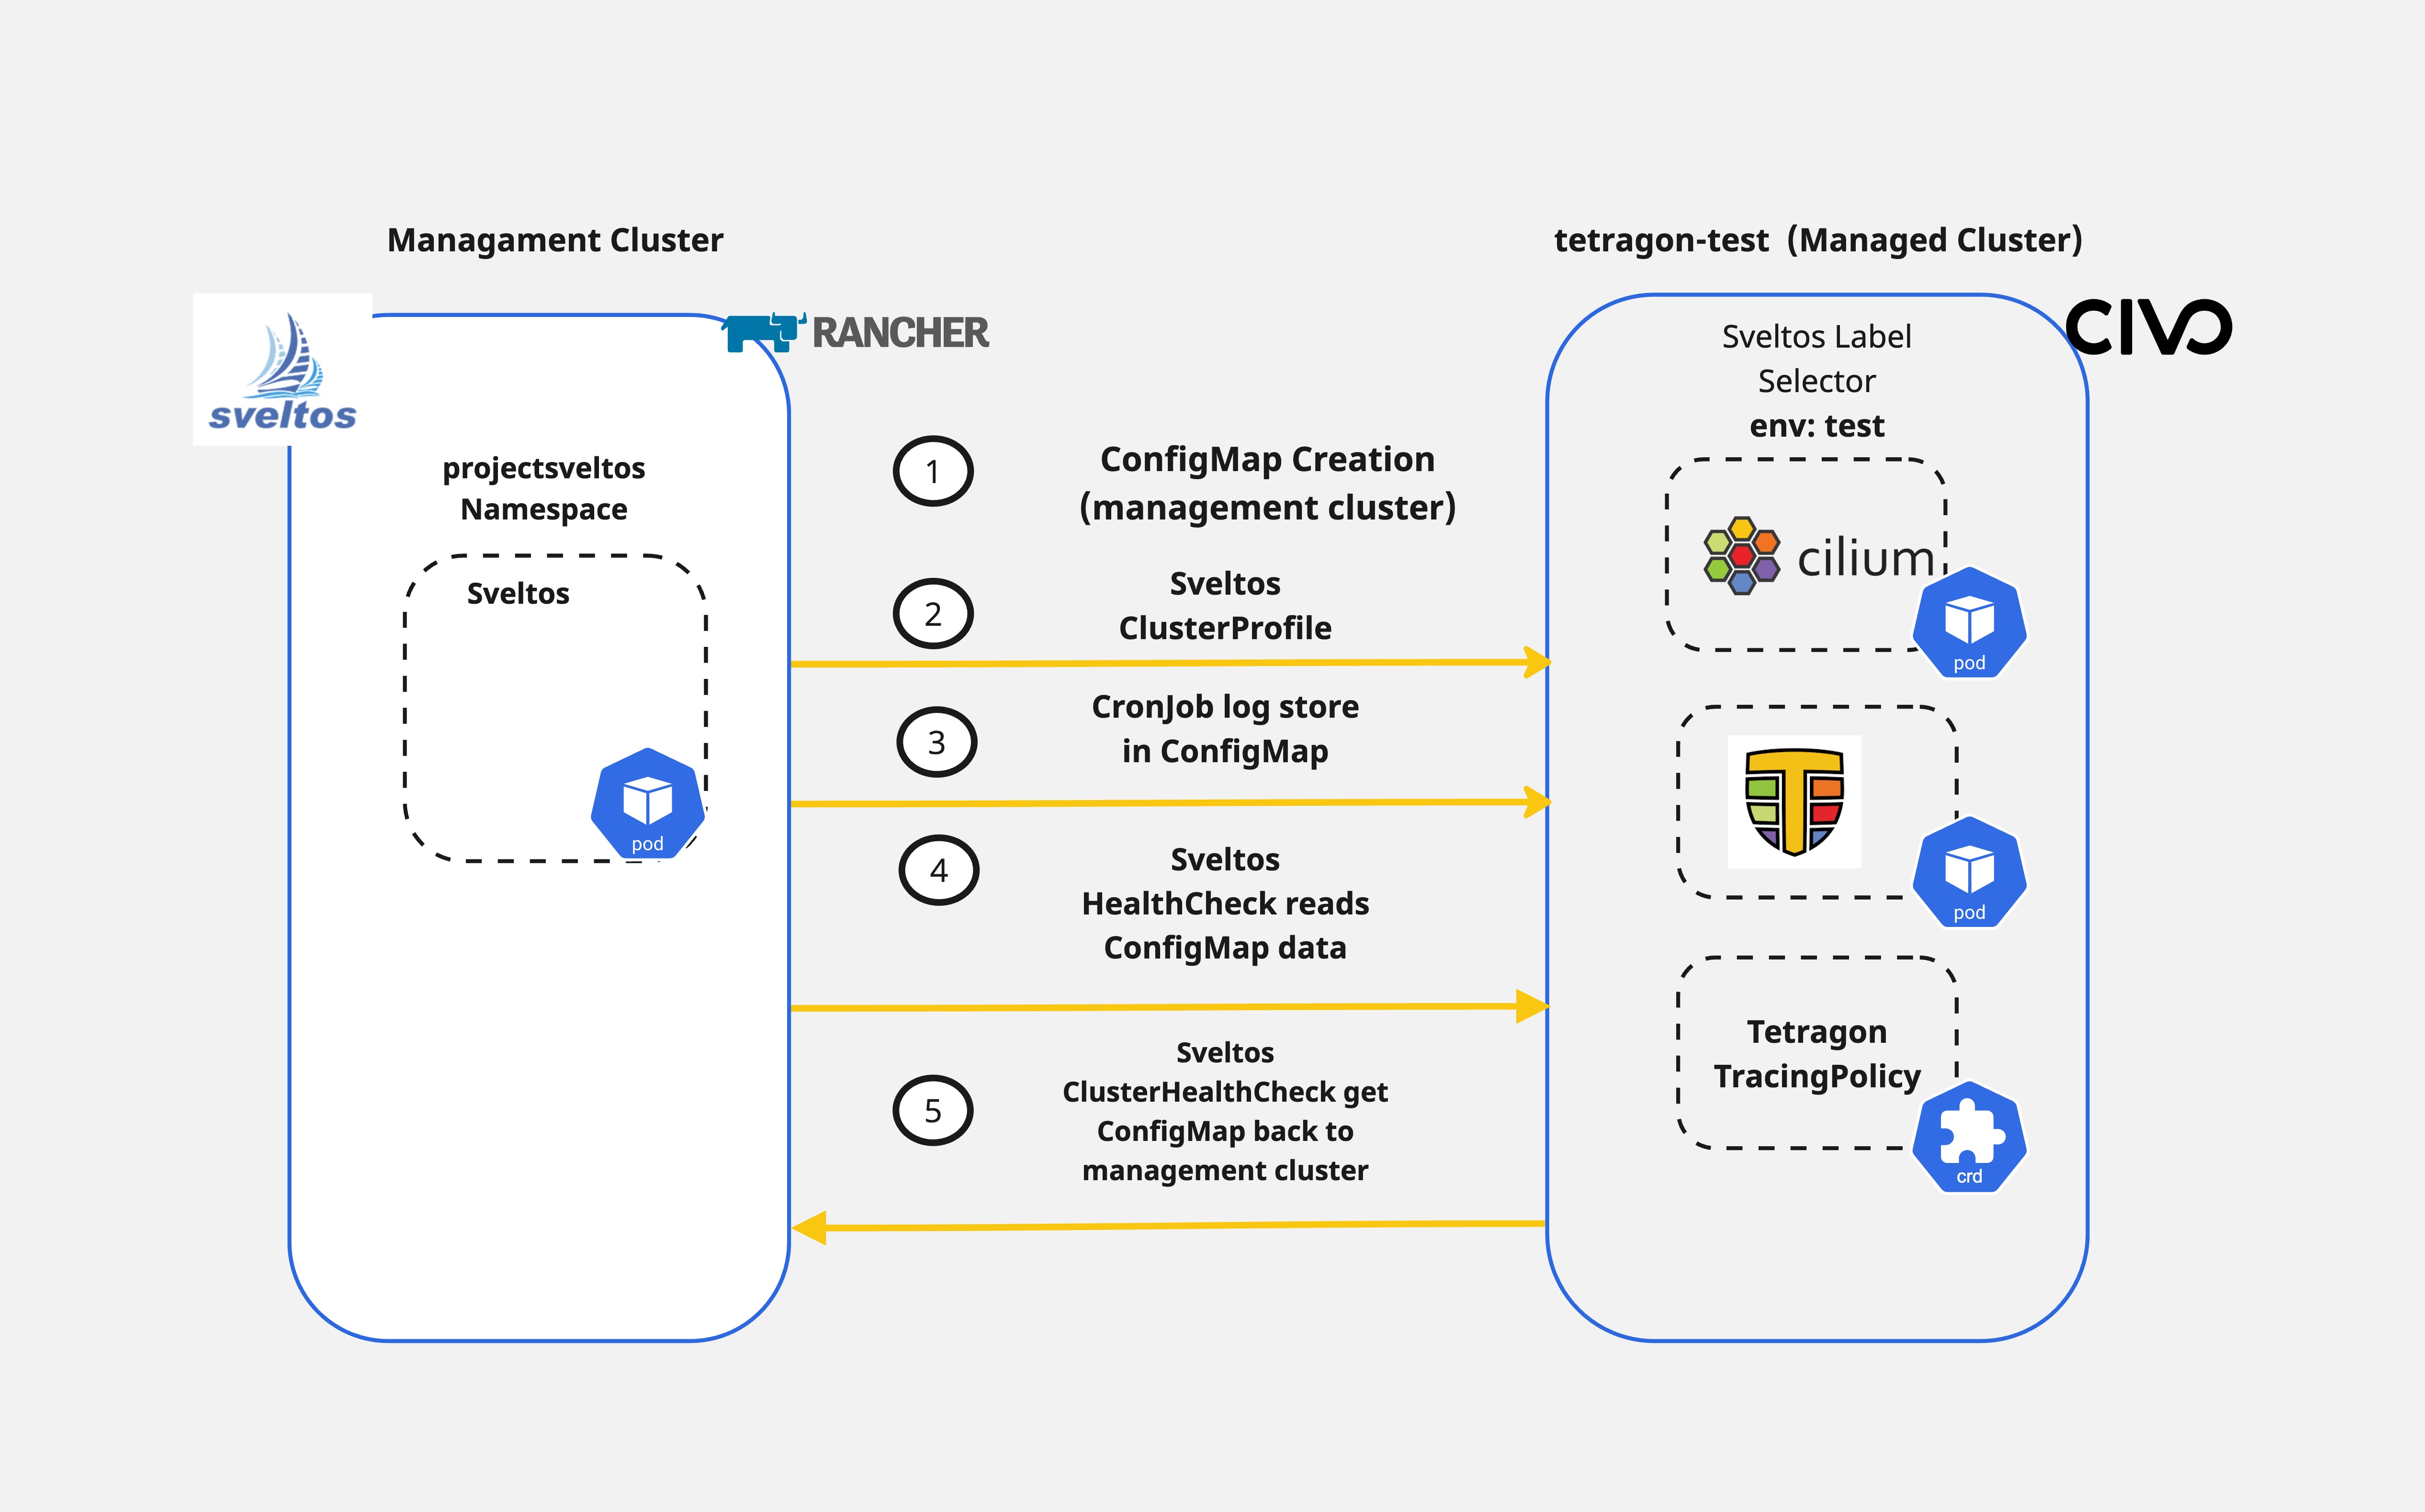 Managament Cluster
tetragon-test (Managed Cluster)
sveltos
RANCHER
CIVO
projectsveltos
Namespace
Sveltos
pod
1
ConfigMap Creation
(management cluster)
2
Sveltos
ClusterProfile
3
CronJob log store
in ConfigMap
4
Sveltos
HealthCheck reads
ConfigMap data
5
Sveltos
ClusterHealthCheck get
ConfigMap back to
management cluster
Sveltos Label
Selector
env: test
cilium
pod
pod
Tetragon
TracingPolicy
crd